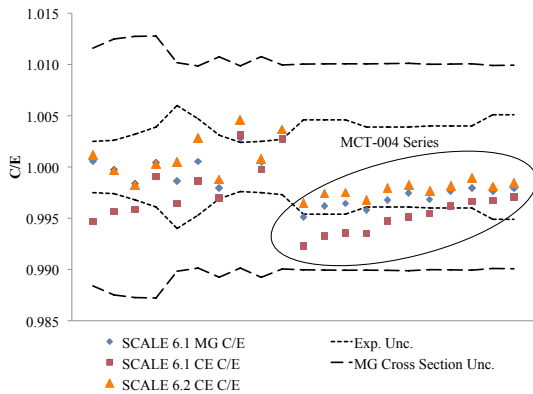 1.015
1.010
1.005
1.000
0.995
0.990
0.985
C/E
MCT-004 Series
SCALE 6.1 MG C/E
SCALE 6.1 CE C/E
SCALE 6.2 CE C/E
Exp. Unc.
MG Cross Section Unc.